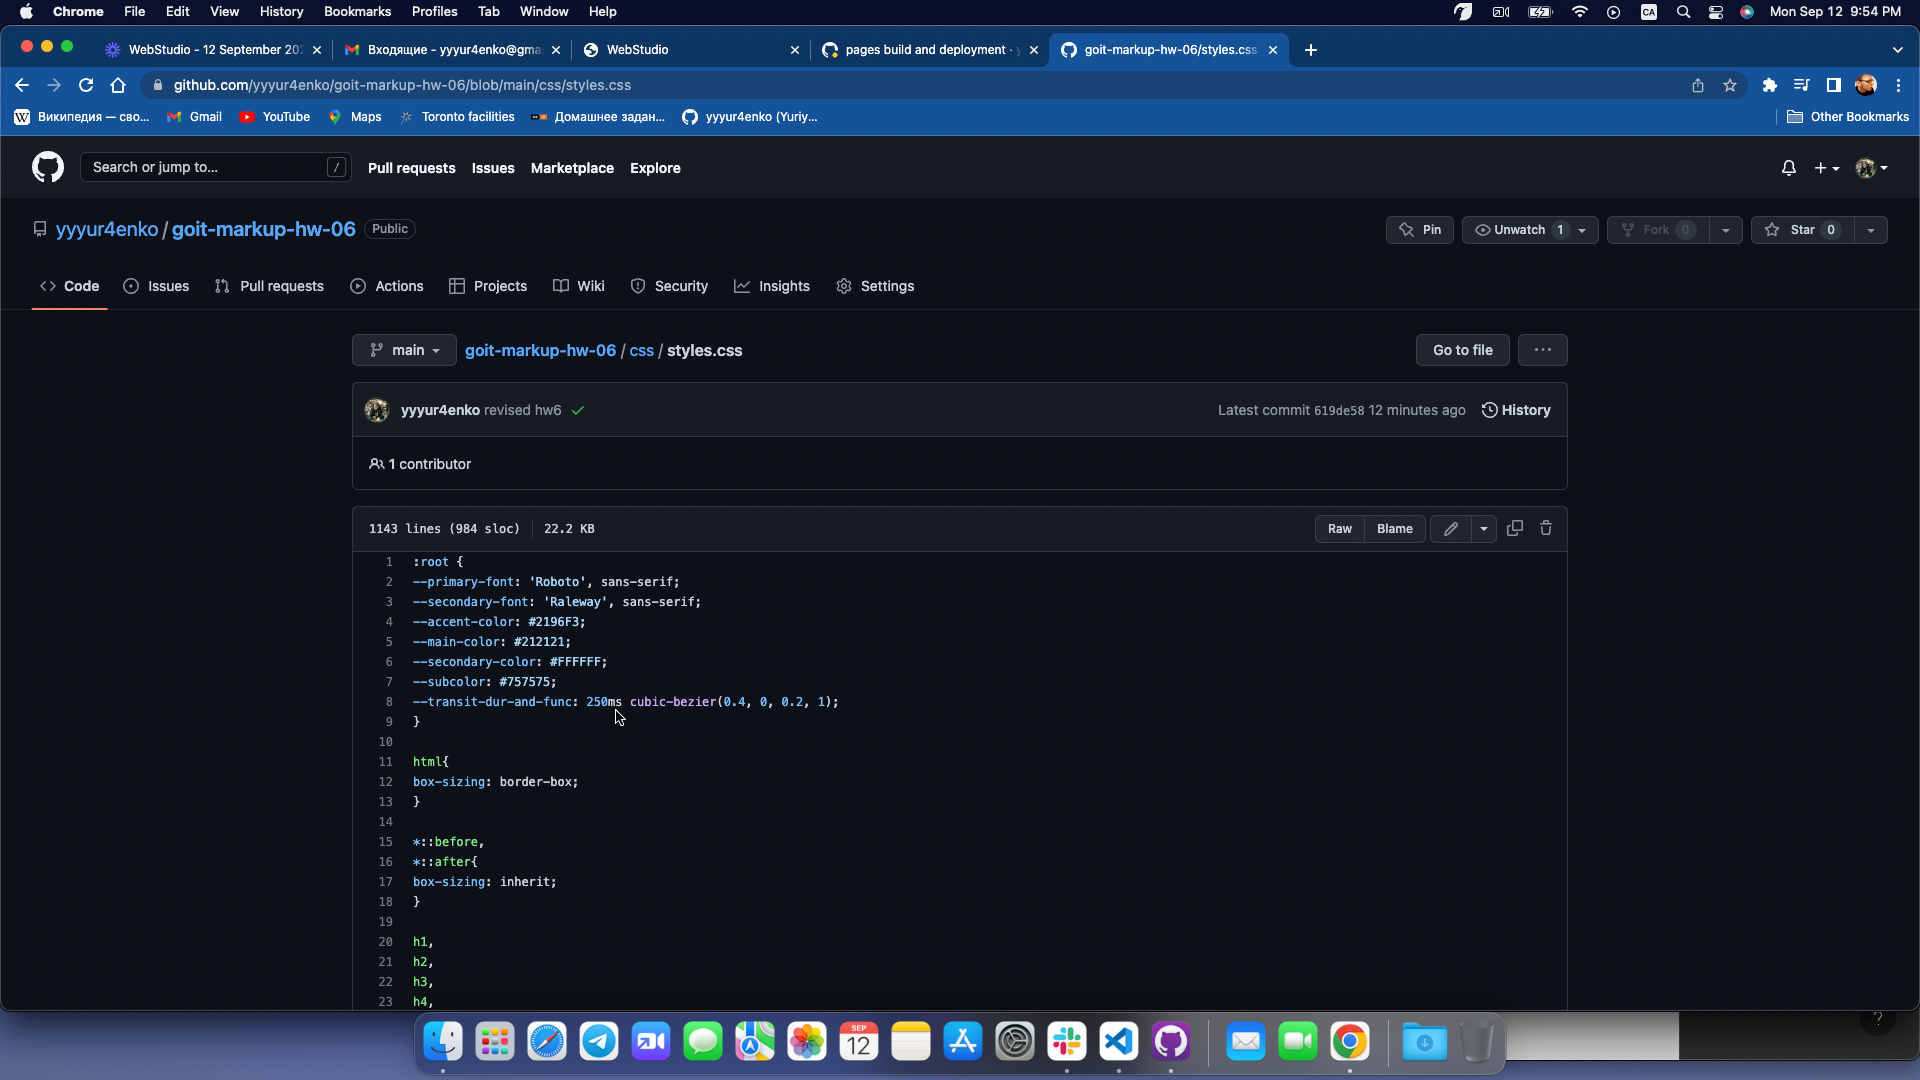 Chrome File Edit View History Bookmarks Profiles Tab Window Help CA Mon Sep 12 9:54 PM
WebStudio - 12 September 202 Входящие - yyyur4enko@gma WebStudio pages build and deployment · y goit-markup-hw-06/styles.css
github.com/yyyur4enko/goit-markup-hw-06/blob/main/css/styles.css
W Википедия — сво... Gmail YouTube Maps Toronto facilities Домашнее задан... yyyur4enko (Yuriy... Other Bookmarks
Search or jump to... / Pull requests Issues Marketplace Explore
yyyur4enko / goit-markup-hw-06 Public Pin Unwatch 1 Fork 0 Star 0
Code Issues Pull requests Actions Projects Wiki Security Insights Settings
main goit-markup-hw-06 / css / styles.css Go to file ...
yyyur4enko revised hw6 Latest commit 619de58 12 minutes ago History
1 contributor
1143 lines (984 sloc) 22.2 KB Raw Blame
1 :root {
2 --primary-font: 'Roboto', sans-serif;
3 --secondary-font: 'Raleway', sans-serif;
4 --accent-color: #2196F3;
5 --main-color: #212121;
6 --secondary-color: #FFFFFF;
7 --subcolor: #757575;
8 --transit-dur-and-func: 250ms cubic-bezier(0.4, 0, 0.2, 1);
9 }
10
11 html{
12 box-sizing: border-box;
13 }
14
15 *::before,
16 *::after{
17 box-sizing: inherit;
18 }
19
20 h1,
21 h2,
22 h3,
23 h4,
SEP
12
?